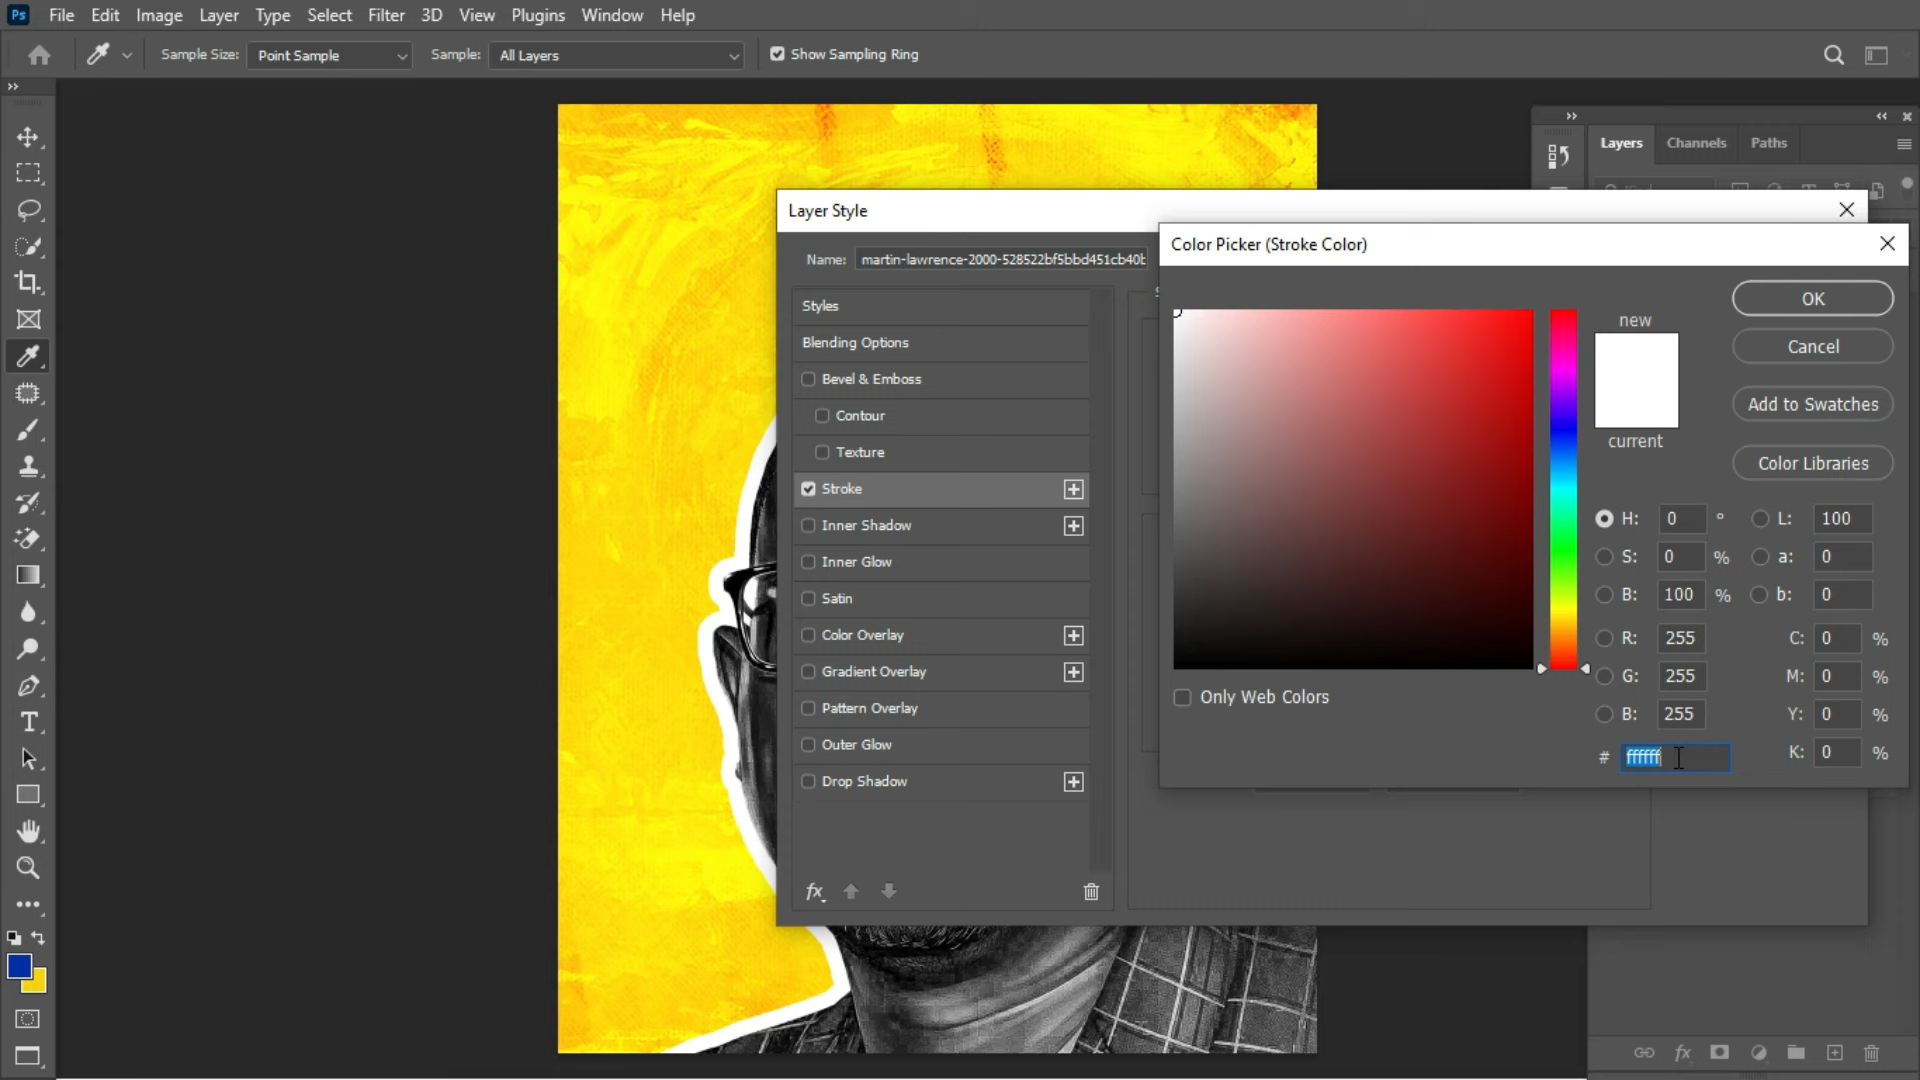 Ps File Edit Image Layer Type Select Filter 3D View Plugins Window Help
Sample Size: Point Sample Sample: All Layers Show Sampling Ring
Layers Channels Paths
Layer Style
Name: martin-lawrence-2000-528522bf5bbd451cb40b
Styles
Blending Options
Bevel & Emboss
Contour
Texture
Stroke
Inner Shadow
Inner Glow
Satin
Color Overlay
Gradient Overlay
Pattern Overlay
Outer Glow
Drop Shadow
fx
Color Picker (Stroke Color)
new
current
OK
Cancel
Add to Swatches
Color Libraries
H: 0 ° L: 100
S: 0 % a: 0
B: 100 % b: 0
R: 255 C: 0 %
G: 255 M: 0 %
B: 255 Y: 0 %
# ffffff K: 0 %
Only Web Colors
fx